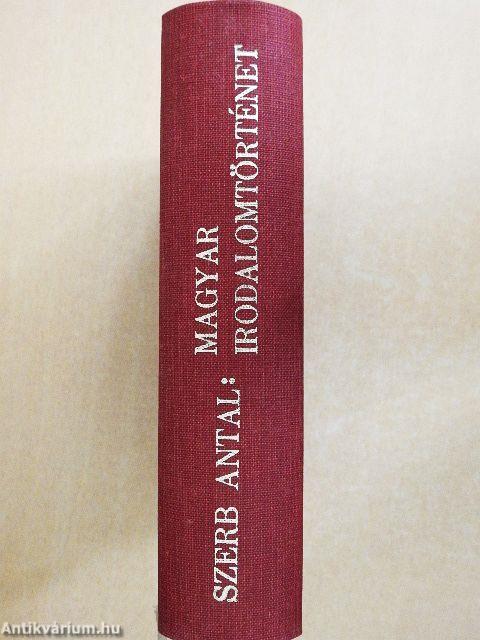 SZERB ANTAL: MAGYAR
IRODALOMTÖRTÉNET
Antikvárium.hu